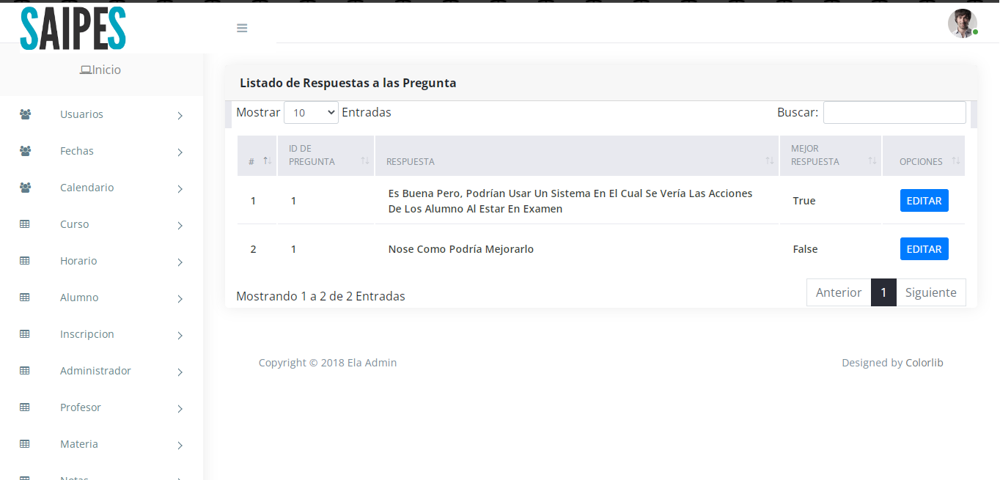 SAIPES
Inicio
Usuarios
Fechas
Calendario
Curso
Horario
Alumno
Inscripcion
Administrador
Profesor
Materia
Notas
Listado de Respuestas a las Pregunta
Mostrar 10 Entradas
Buscar:
# ID DE PREGUNTA RESPUESTA MEJOR RESPUESTA OPCIONES
1 1 Es Buena Pero, Podrían Usar Un Sistema En El Cual Se Vería Las Acciones
De Los Alumno Al Estar En Examen True EDITAR
2 1 Nose Como Podría Mejorarlo False EDITAR
Mostrando 1 a 2 de 2 Entradas
Anterior 1 Siguiente
Copyright © 2018 Ela Admin
Designed by Colorlib